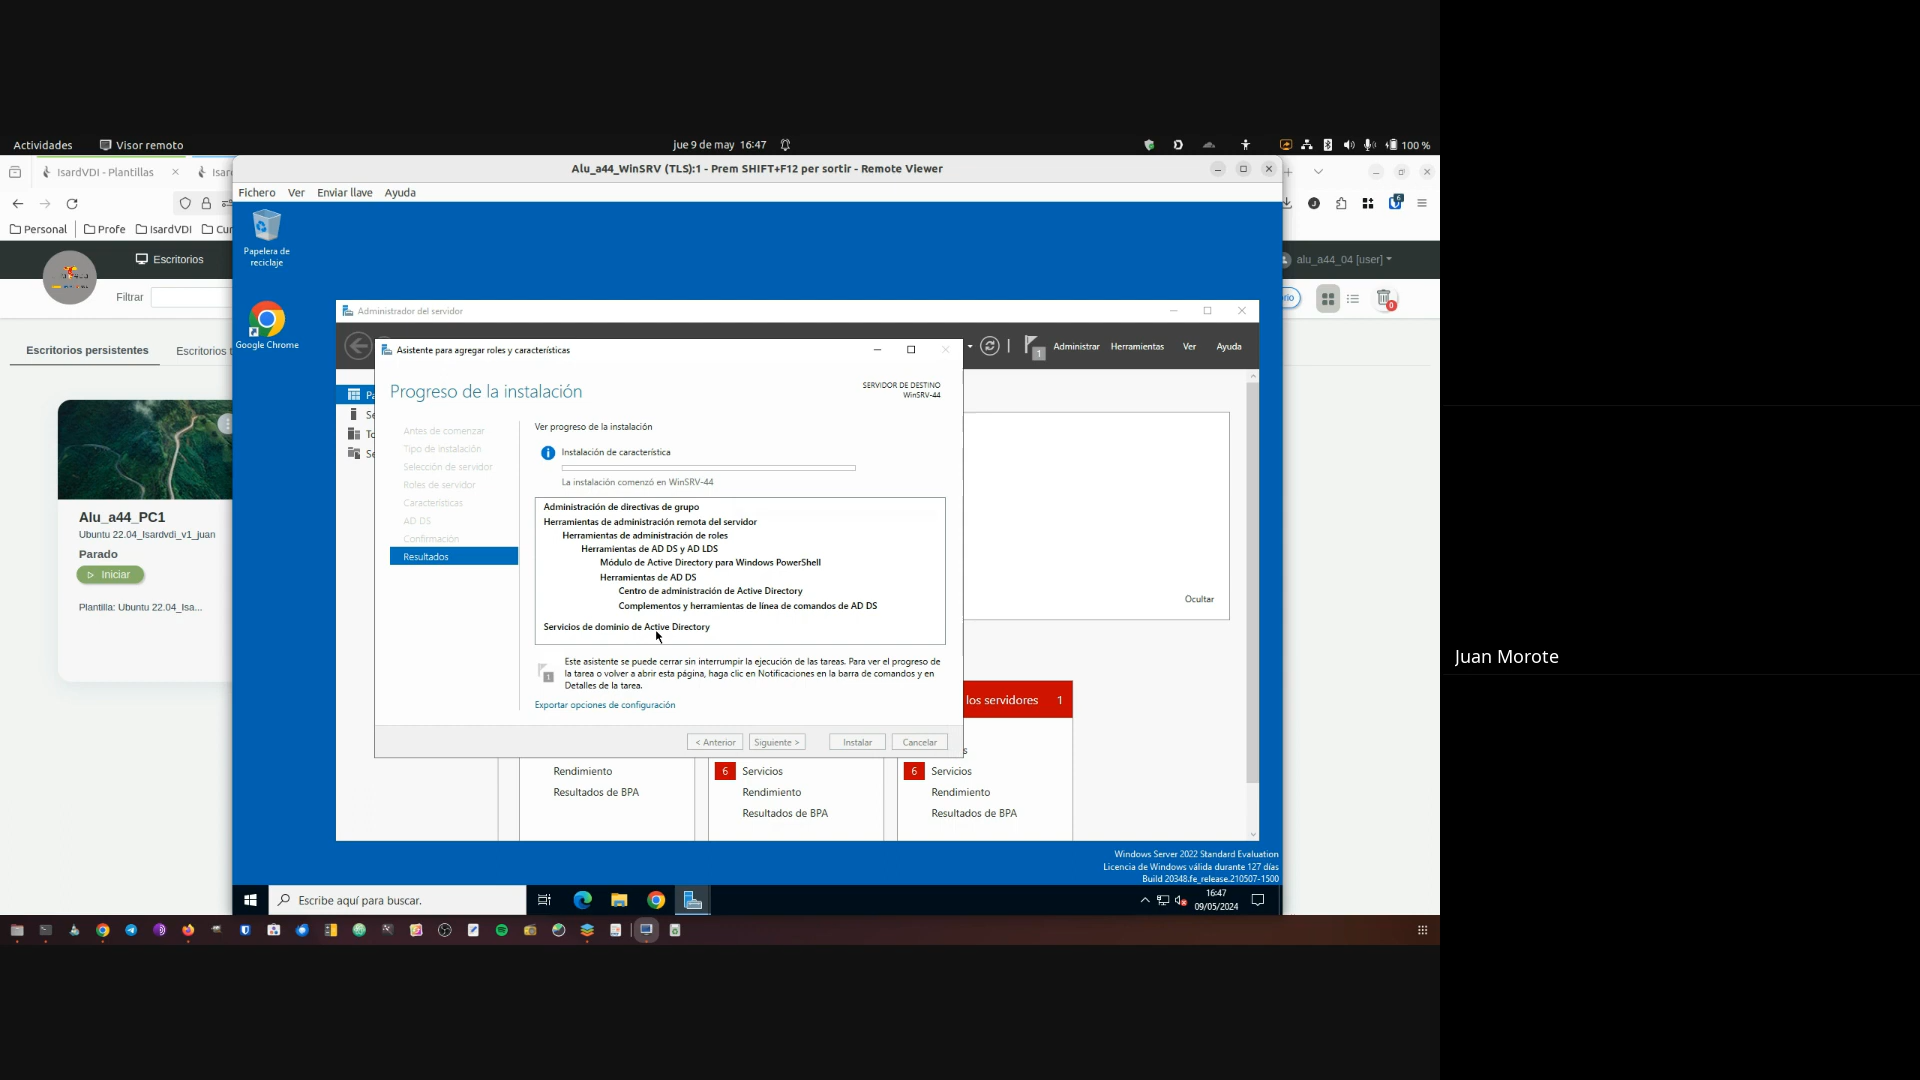 Actividades
Visor remoto
jue 9 de may 16:47
100 %
IsardVDI - Plantillas
Alu_a44_WinSRV (TLS):1 - Prem SHIFT+F12 per sortir - Remote Viewer
Fichero Ver Enviar llave Ayuda
Personal
Profe
IsardVDI
Escritorios
alu_a44_04 [user]
Filtrar
0
Escritorios persistentes
Alu_a44_PC1
Ubuntu 22.04_Isardvdi_v1_juan
Parado
Iniciar
Plantilla: Ubuntu 22.04_Isa...
Papelera de
reciclaje
Google Chrome
Administrador del servidor
1
Administrar Herramientas Ver Ayuda
Asistente para agregar roles y características
Progreso de la instalación
SERVIDOR DE DESTINO
WinSRV-44
Antes de comenzar
Tipo de instalación
Selección de servidor
Roles de servidor
Características
AD DS
Confirmación
Resultados
Ver progreso de la instalación
Instalación de característica
La instalación comenzó en WinSRV-44
Administración de directivas de grupo
Herramientas de administración remota del servidor
Herramientas de administración de roles
Herramientas de AD DS y AD LDS
Módulo de Active Directory para Windows PowerShell
Herramientas de AD DS
Centro de administración de Active Directory
Complementos y herramientas de línea de comandos de AD DS
Servicios de dominio de Active Directory
1
Este asistente se puede cerrar sin interrumpir la ejecución de las tareas. Para ver el progreso de
la tarea o volver a abrir esta página, haga clic en Notificaciones en la barra de comandos y en
Detalles de la tarea.
Exportar opciones de configuración
< Anterior Siguiente > Instalar Cancelar
Ocultar
los servidores 1
Rendimiento
Resultados de BPA
6 Servicios
Rendimiento
Resultados de BPA
6 Servicios
Rendimiento
Resultados de BPA
Windows Server 2022 Standard Evaluation
Licencia de Windows válida durante 127 días
Build 20348.fe_release.210507-1500
Escribe aquí para buscar.
16:47
09/05/2024
Juan Morote